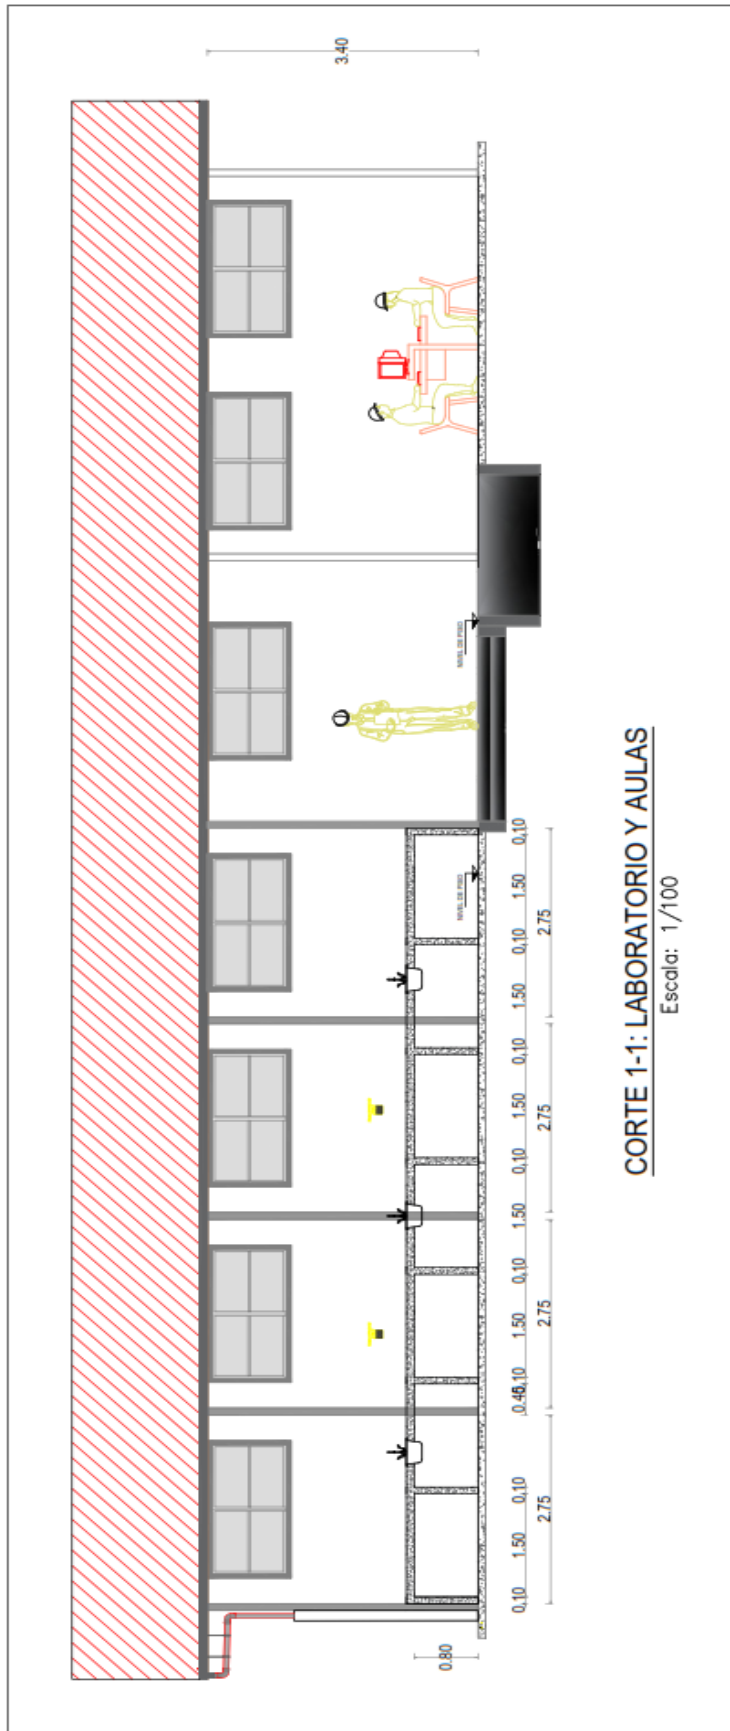 3.40
0.80
NIVEL DE PISO
NIVEL DE PISO
0,10 1.50 0,10 0.45 0,10 1.50 0,10 1.50 0,10 1.50 0,10 1.50 0,10 1.50 0,10
2.75 2.75 2.75 2.75
CORTE 1-1: LABORATORIO Y AULAS
Escala: 1/100